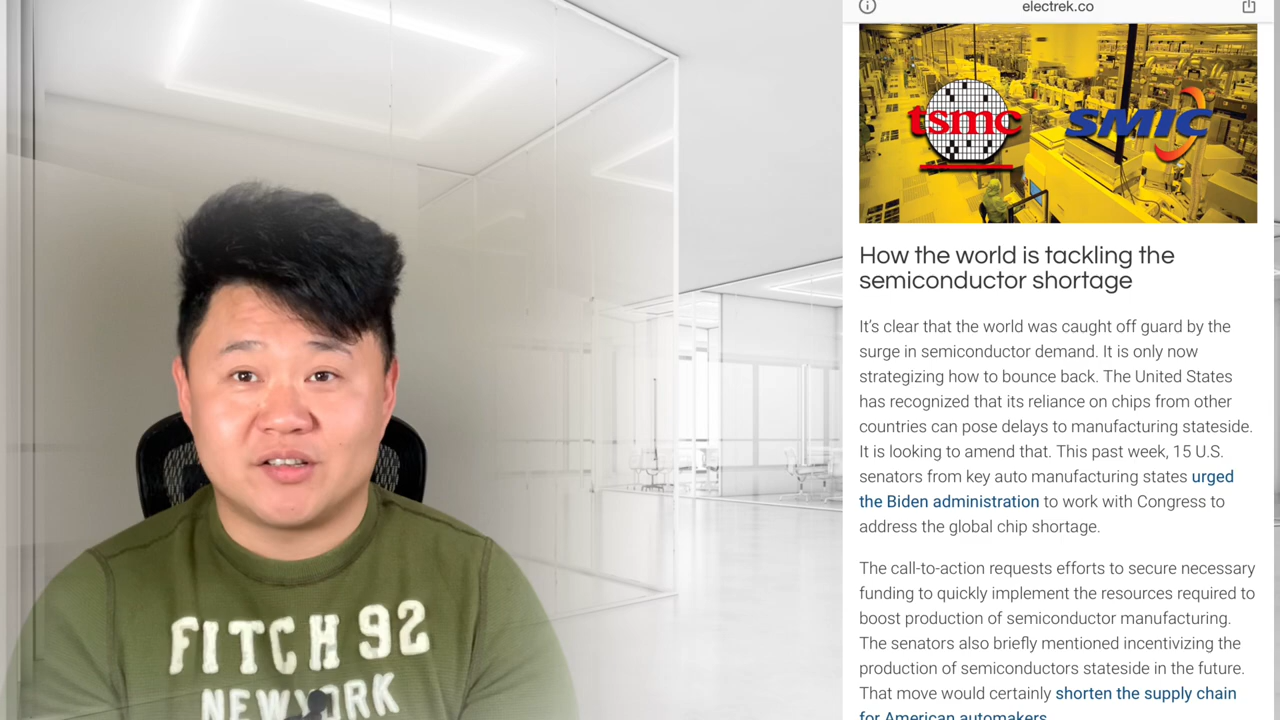 electrek.co
tsmc SMIC
How the world is tackling the
semiconductor shortage
It’s clear that the world was caught off guard by the
surge in semiconductor demand. It is only now
strategizing how to bounce back. The United States
has recognized that its reliance on chips from other
countries can pose delays to manufacturing stateside.
It is looking to amend that. This past week, 15 U.S.
senators from key auto manufacturing states urged
the Biden administration to work with Congress to
address the global chip shortage.
The call-to-action requests efforts to secure necessary
funding to quickly implement the resources required to
boost production of semiconductor manufacturing.
The senators also briefly mentioned incentivizing the
production of semiconductors stateside in the future.
That move would certainly shorten the supply chain
for American automakers.
FITCH 92
NEW YORK